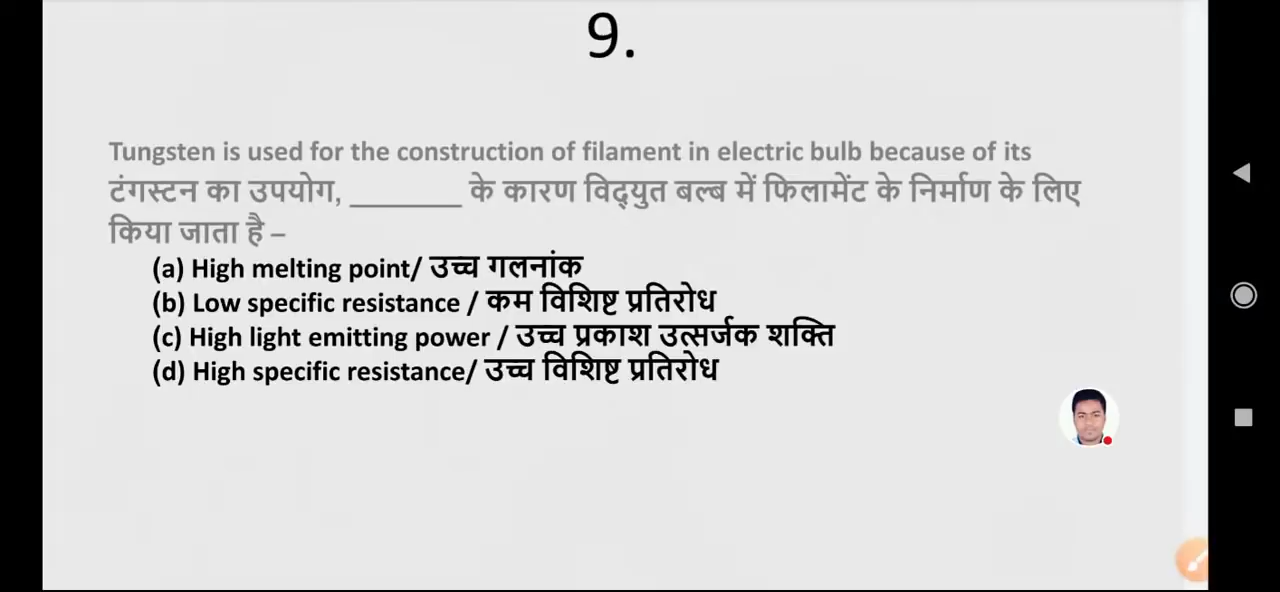 9.
Tungsten is used for the construction of filament in electric bulb because of its
टंगस्टन का उपयोग, _______ के कारण विद्युत बल्ब में फिलामेंट के निर्माण के लिए
किया जाता है –
(a) High melting point/ उच्च गलनांक
(b) Low specific resistance / कम विशिष्ट प्रतिरोध
(c) High light emitting power / उच्च प्रकाश उत्सर्जक शक्ति
(d) High specific resistance/ उच्च विशिष्ट प्रतिरोध